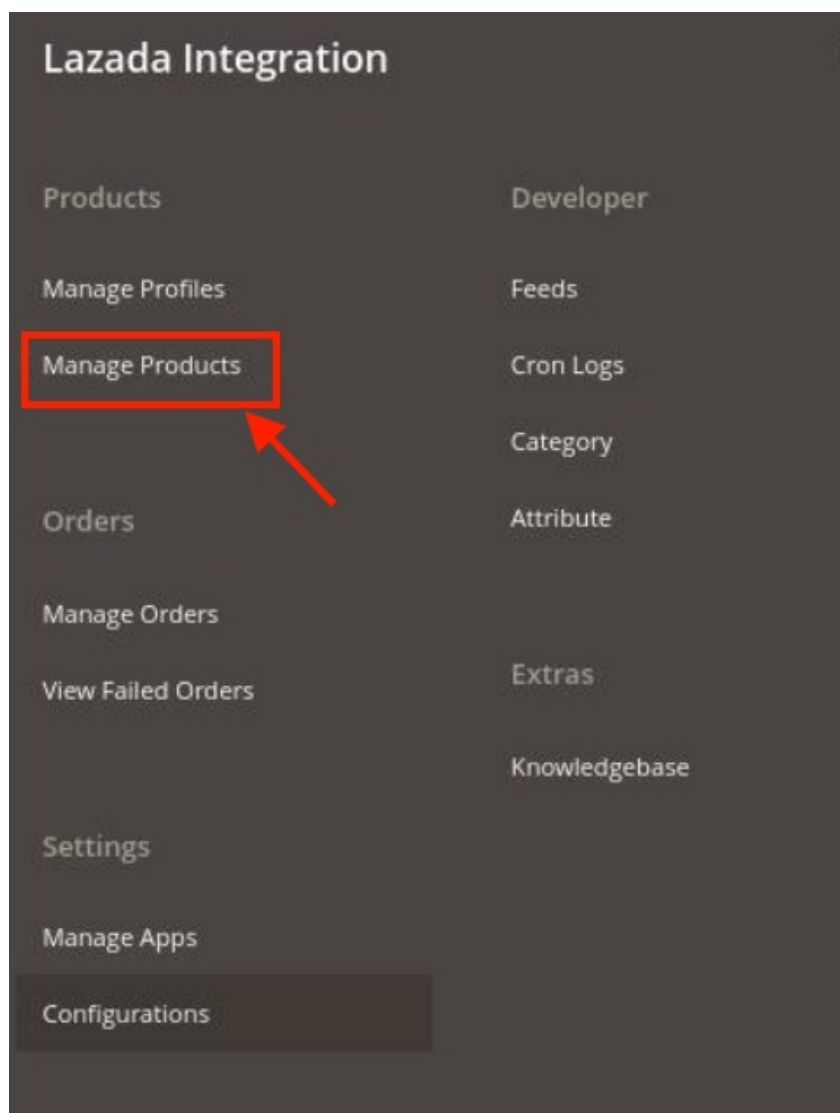 Lazada Integration
Products
Manage Profiles
Manage Products
Orders
Manage Orders
View Failed Orders
Settings
Manage Apps
Configurations
Developer
Feeds
Cron Logs
Category
Attribute
Extras
Knowledgebase